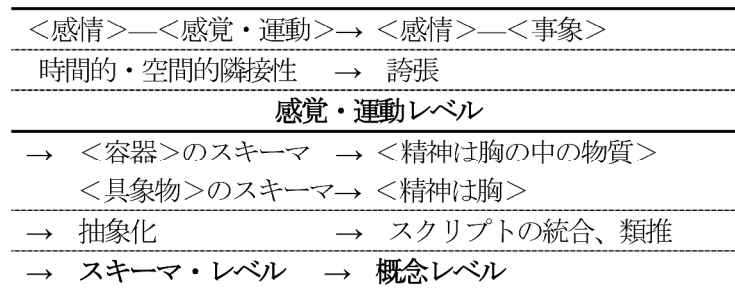 ＜感情＞—＜感覚・運動＞→ ＜感情＞—＜事象＞
時間的・空間的隣接性 → 誇張
感覚・運動レベル
→ ＜容器＞のスキーマ → ＜精神は胸の中の物質＞
＜具象物＞のスキーマ→ ＜精神は胸＞
→ 抽象化 → スクリプトの統合、類推
→ スキーマ・レベル → 概念レベル